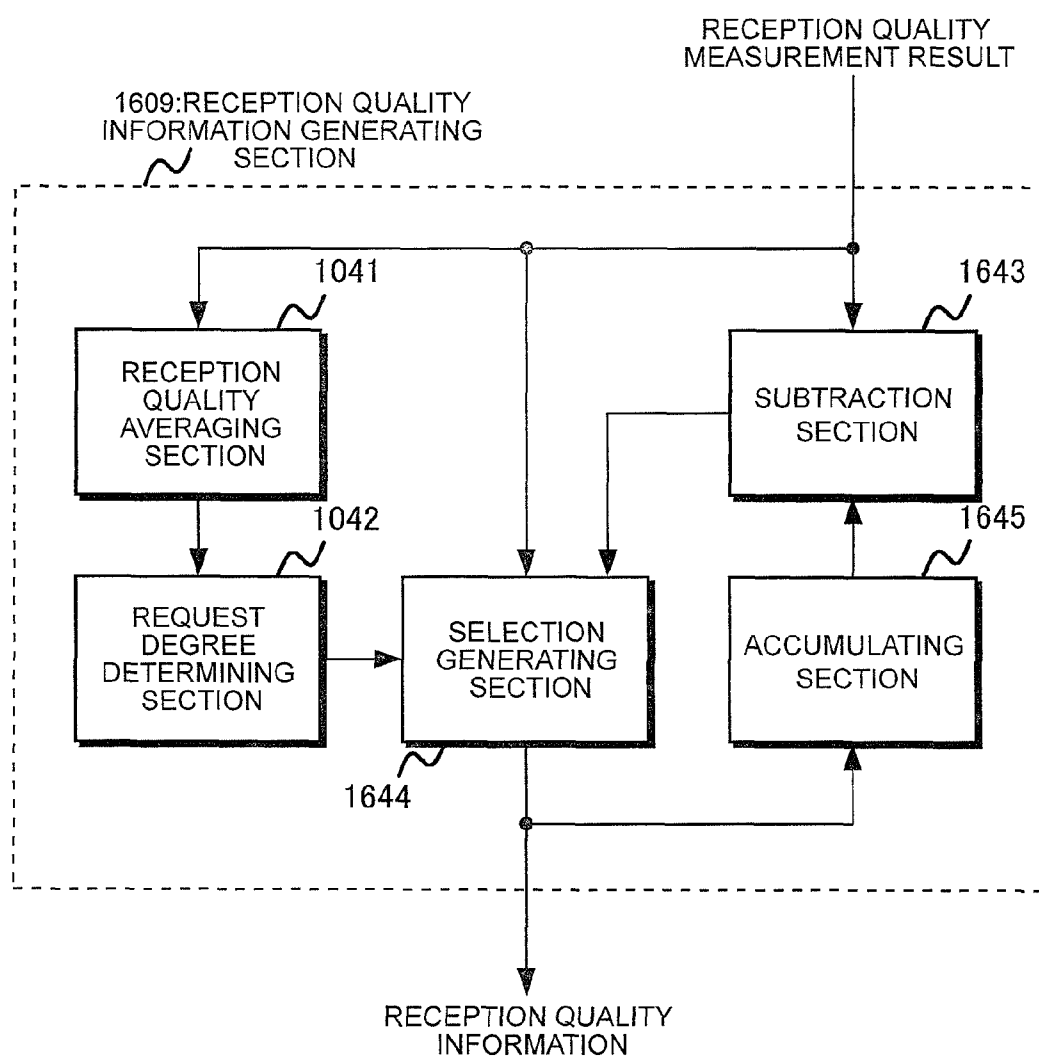 RECEPTION QUALITY
MEASUREMENT RESULT
1609:RECEPTION QUALITY
INFORMATION GENERATING
SECTION
1041
RECEPTION
QUALITY
AVERAGING
SECTION
1643
SUBTRACTION
SECTION
1042
REQUEST
DEGREE
DETERMINING
SECTION
SELECTION
GENERATING
SECTION
1644
1645
ACCUMULATING
SECTION
RECEPTION QUALITY
INFORMATION